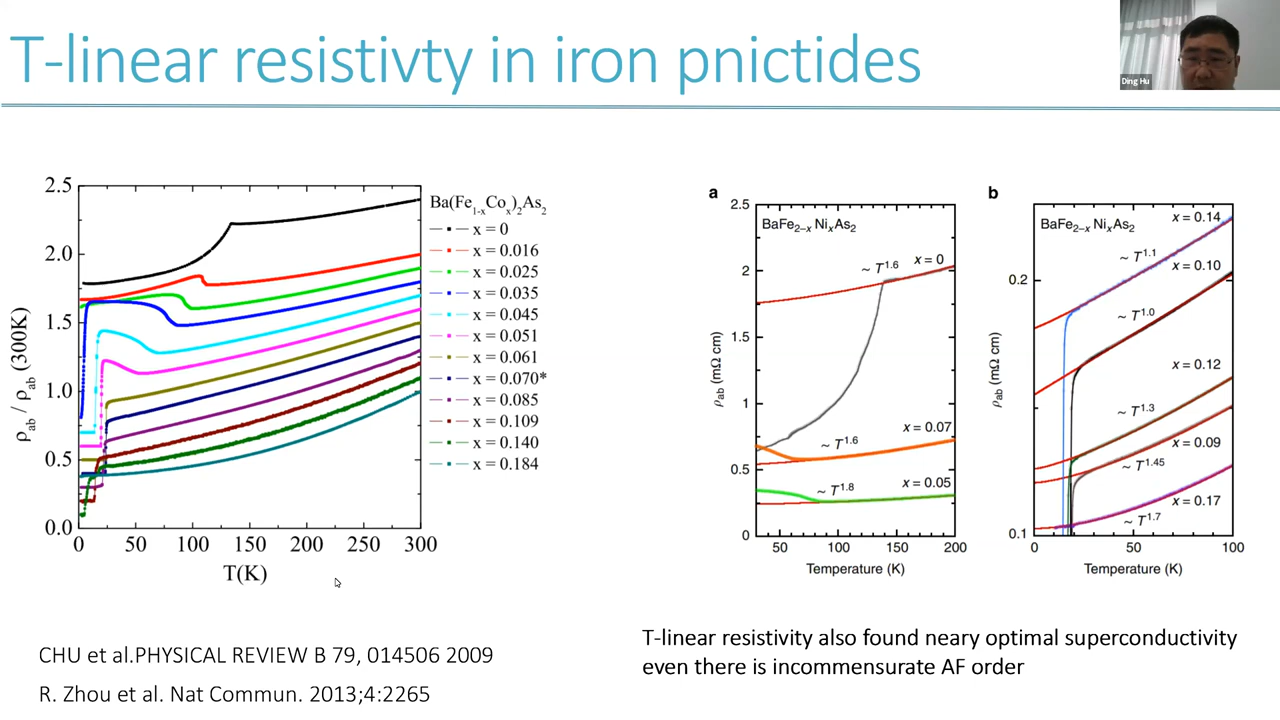 T-linear resistivty in iron pnictides
Ding Hu
2.5
2.0
1.5
1.0
0.5
0.0
0 50 100 150 200 250 300
T(K)
ρab / ρab (300K)
Ba(Fe1-xCox)2As2
x = 0
x = 0.016
x = 0.025
x = 0.035
x = 0.045
x = 0.051
x = 0.061
x = 0.070*
x = 0.085
x = 0.109
x = 0.140
x = 0.184
a
2.5
2
1.5
1
0.5
0
ρab (mΩ cm)
BaFe2−x NixAs2
~ T1.6 x = 0
x = 0.07
~ T1.6
x = 0.05
~ T1.8
50 100 150 200
Temperature (K)
b
0.2
0.1
ρab (mΩ cm)
x = 0.14
BaFe2−x NixAs2
~ T1.1
x = 0.10
~ T1.0
x = 0.12
~ T1.3
x = 0.09
~ T1.45
x = 0.17
~ T1.7
0 50 100
Temperature (K)
T-linear resistivity also found neary optimal superconductivity
even there is incommensurate AF order
CHU et al.PHYSICAL REVIEW B 79, 014506 2009
R. Zhou et al. Nat Commun. 2013;4:2265